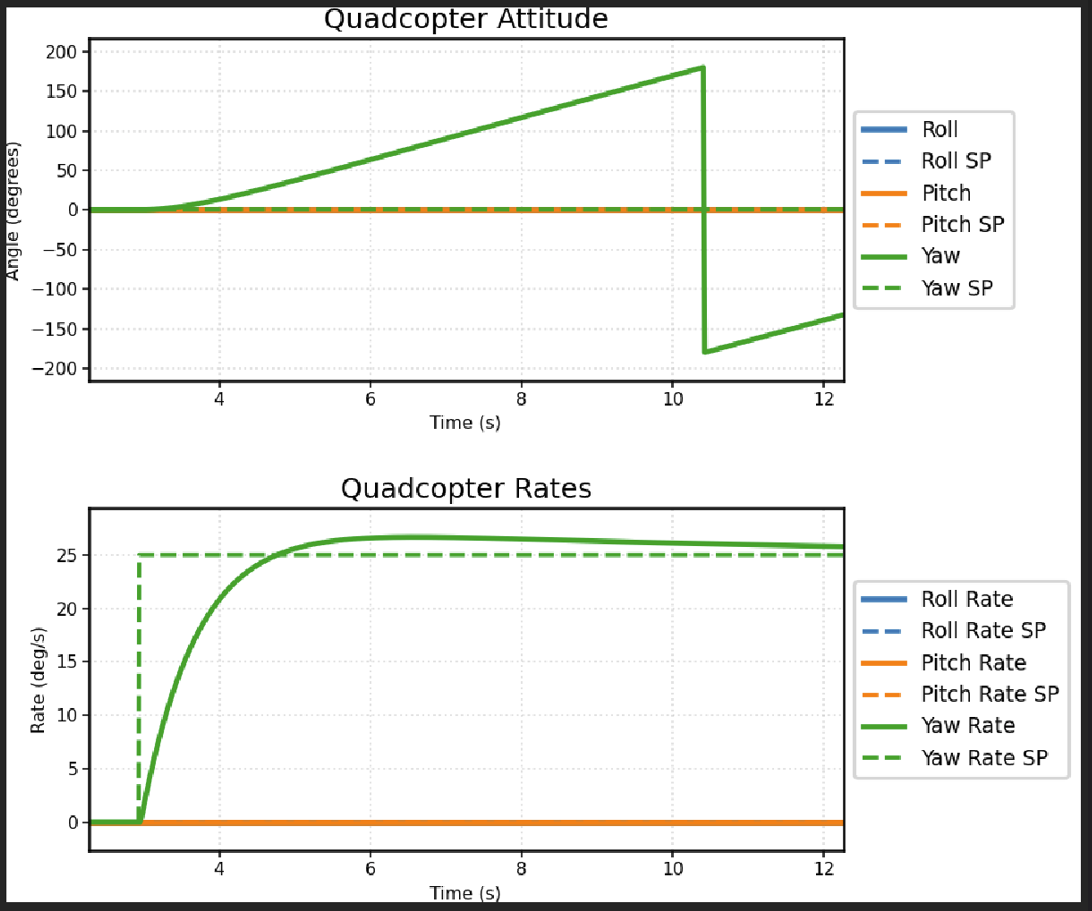 Quadcopter Attitude
Angle (degrees)
200
150
100
50
0
−50
−100
−150
−200
4 6 8 10 12
Time (s)
Roll
Roll SP
Pitch
Pitch SP
Yaw
Yaw SP
Quadcopter Rates
Rate (deg/s)
25
20
15
10
5
0
4 6 8 10 12
Time (s)
Roll Rate
Roll Rate SP
Pitch Rate
Pitch Rate SP
Yaw Rate
Yaw Rate SP